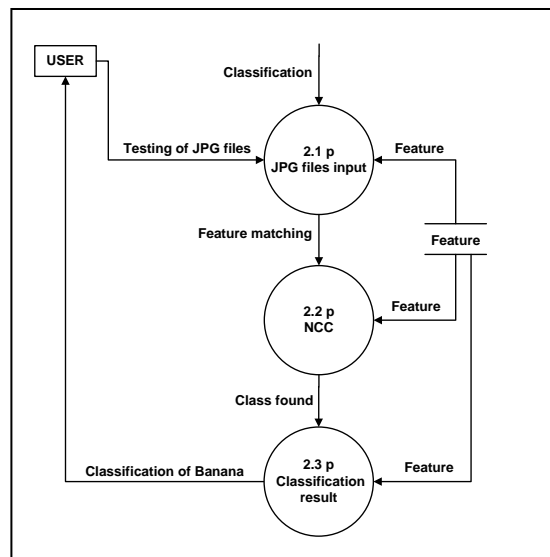 USER
Classification
2.1 p
JPG files input
Testing of JPG files
Feature
Feature matching
Feature
2.2 p
NCC
Feature
Class found
2.3 p
Classification
result
Classification of Banana
Feature